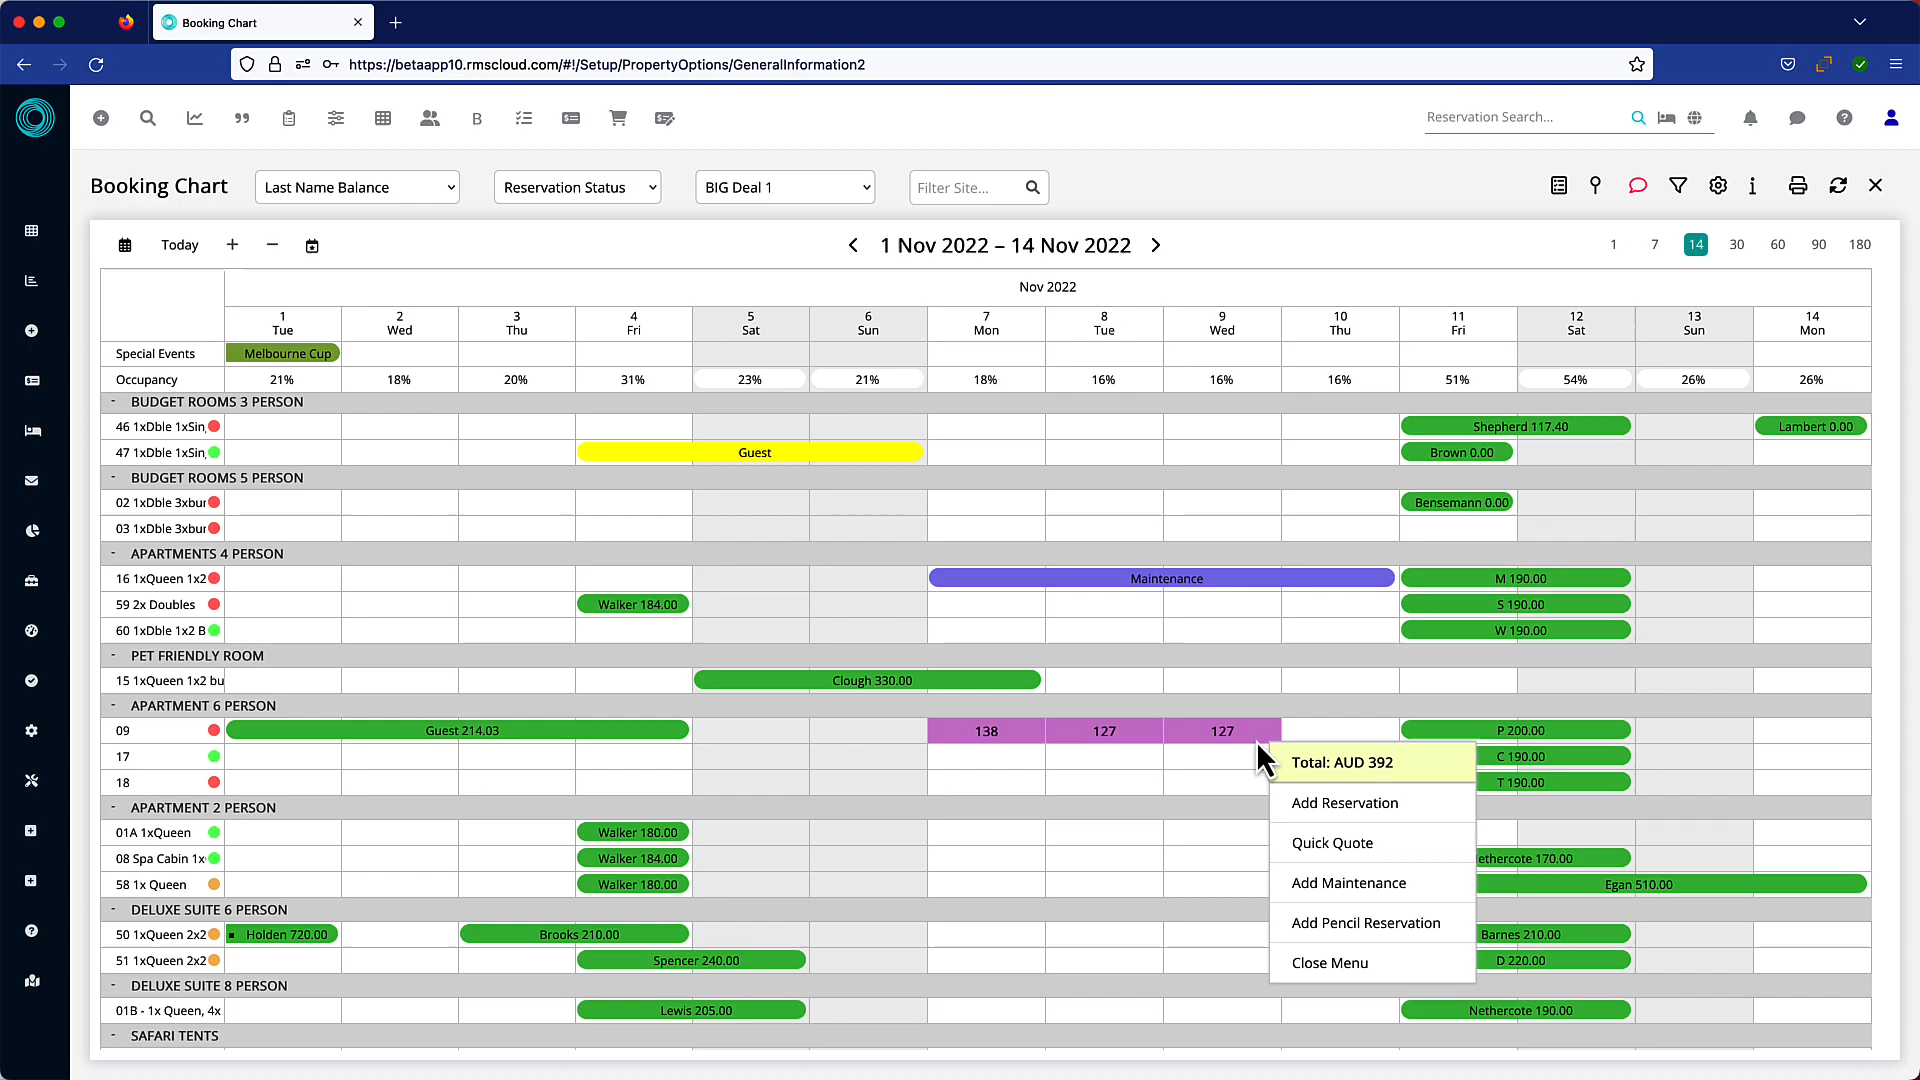 Booking Chart
https://betaapp10.rmscloud.com/#!/Setup/PropertyOptions/GeneralInformation2
B
Reservation Search...
Booking Chart
Last Name Balance
Reservation Status
BIG Deal 1
Filter Site...
Today
1 Nov 2022 – 14 Nov 2022
1 7 14 30 60 90 180
Nov 2022
1 2 3 4 5 6 7 8 9 10 11 12 13 14
Tue Wed Thu Fri Sat Sun Mon Tue Wed Thu Fri Sat Sun Mon
Special Events Melbourne Cup
Occupancy 21% 18% 20% 31% 23% 21% 18% 16% 16% 16% 51% 54% 26% 26%
- BUDGET ROOMS 3 PERSON
46 1xDble 1xSin, Shepherd 117.40 Lambert 0.00
47 1xDble 1xSin, Guest Brown 0.00
- BUDGET ROOMS 5 PERSON
02 1xDble 3xbur Bensemann 0.00
03 1xDble 3xbur
- APARTMENTS 4 PERSON
16 1xQueen 1x2 Maintenance M 190.00
59 2x Doubles Walker 184.00 S 190.00
60 1xDble 1x2 B W 190.00
- PET FRIENDLY ROOM
15 1xQueen 1x2 bu Clough 330.00
- APARTMENT 6 PERSON
09 Guest 214.03 138 127 127 P 200.00
17 C 190.00
18 T 190.00
Total: AUD 392
Add Reservation
Quick Quote
Add Maintenance
Add Pencil Reservation
Close Menu
- APARTMENT 2 PERSON
01A 1xQueen Walker 180.00
08 Spa Cabin 1x Walker 184.00 ethercote 170.00
58 1x Queen Walker 180.00 Egan 510.00
- DELUXE SUITE 6 PERSON
50 1xQueen 2x2 Holden 720.00 Brooks 210.00 Barnes 210.00
51 1xQueen 2x2 Spencer 240.00 D 220.00
- DELUXE SUITE 8 PERSON
01B - 1x Queen, 4x Lewis 205.00 Nethercote 190.00
- SAFARI TENTS